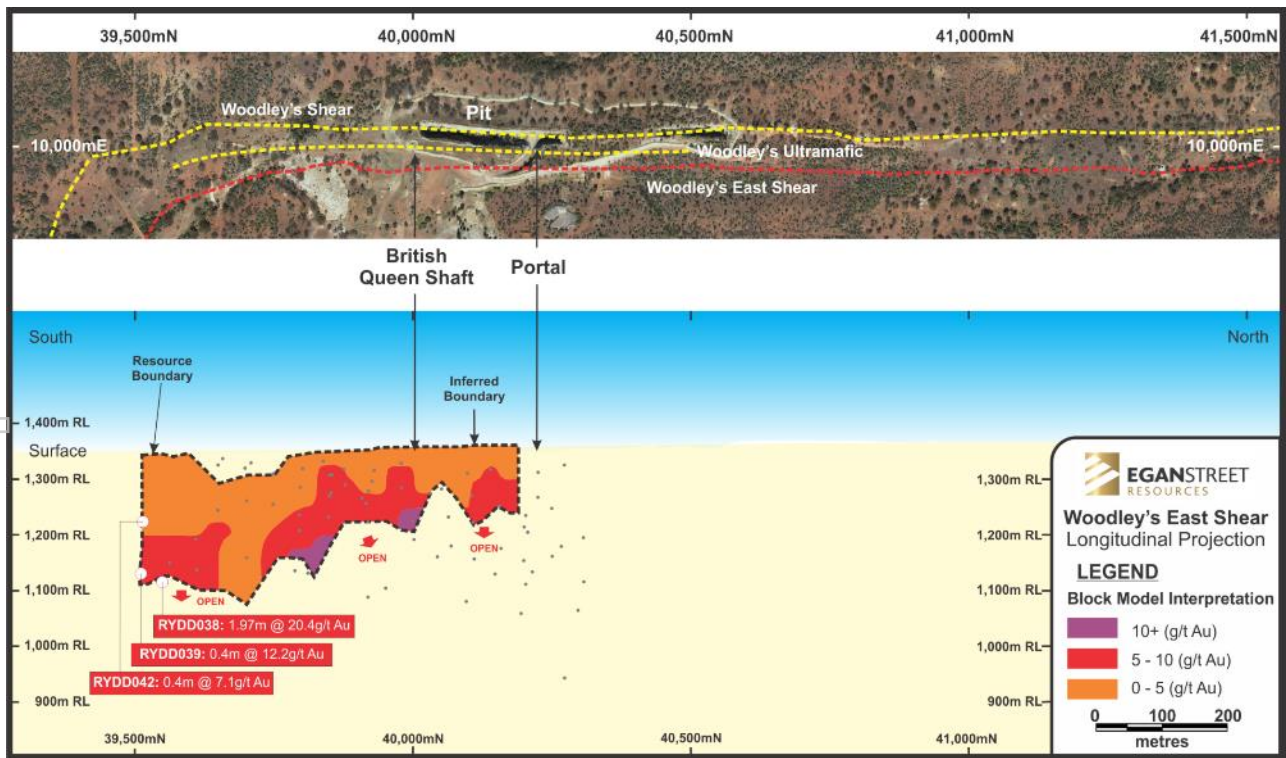 39,500mN 40,000mN 40,500mN 41,000mN 41,500mN
Woodley's Shear
Pit
10,000mE
Woodley's Ultramafic
10,000mE
Woodley's East Shear
British
Queen Shaft
Portal
South
North
Resource
Boundary
Inferred
Boundary
1,400m RL
Surface
1,300m RL
1,200m RL
1,100m RL
1,000m RL
900m RL
OPEN
OPEN
OPEN
RYDD038: 1.97m @ 20.4g/t Au
RYDD039: 0.4m @ 12.2g/t Au
RYDD042: 0.4m @ 7.1g/t Au
1,300m RL
1,200m RL
1,100m RL
1,000m RL
900m RL
39,500mN 40,000mN 40,500mN 41,000mN
EGANSTREET
RESOURCES
Woodley's East Shear
Longitudinal Projection
LEGEND
Block Model Interpretation
10+ (g/t Au)
5 - 10 (g/t Au)
0 - 5 (g/t Au)
0 100 200
metres